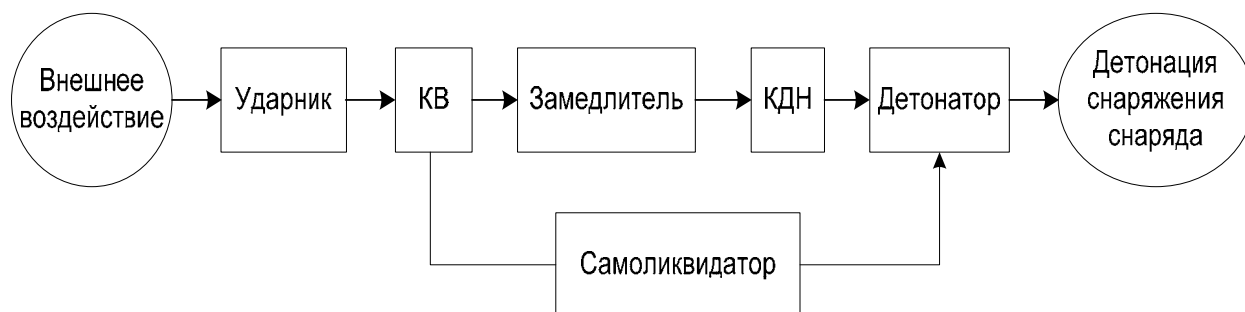 Внешнее
воздействие
Ударник
КВ
Замедлитель
КДН
Детонатор
Детонация
снаряжения
снаряда
Самоликвидатор